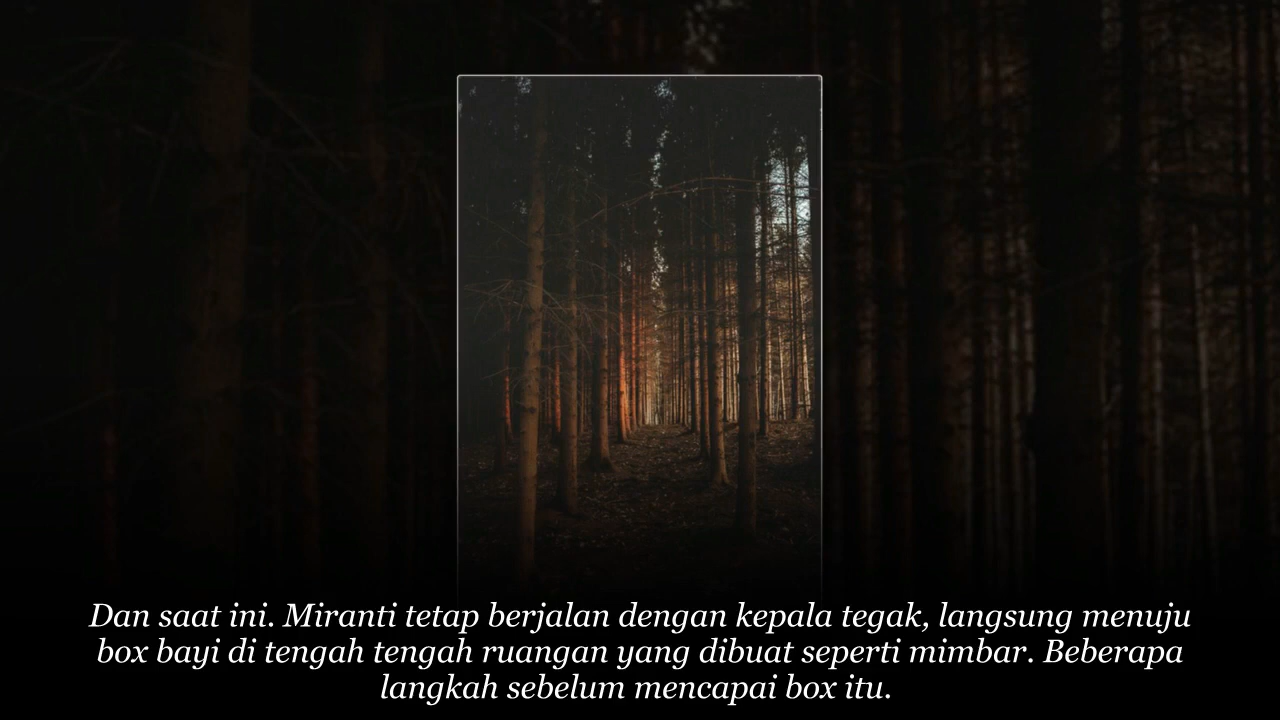 Dan saat ini. Miranti tetap berjalan dengan kepala tegak, langsung menuju
box bayi di tengah tengah ruangan yang dibuat seperti mimbar. Beberapa
langkah sebelum mencapai box itu.